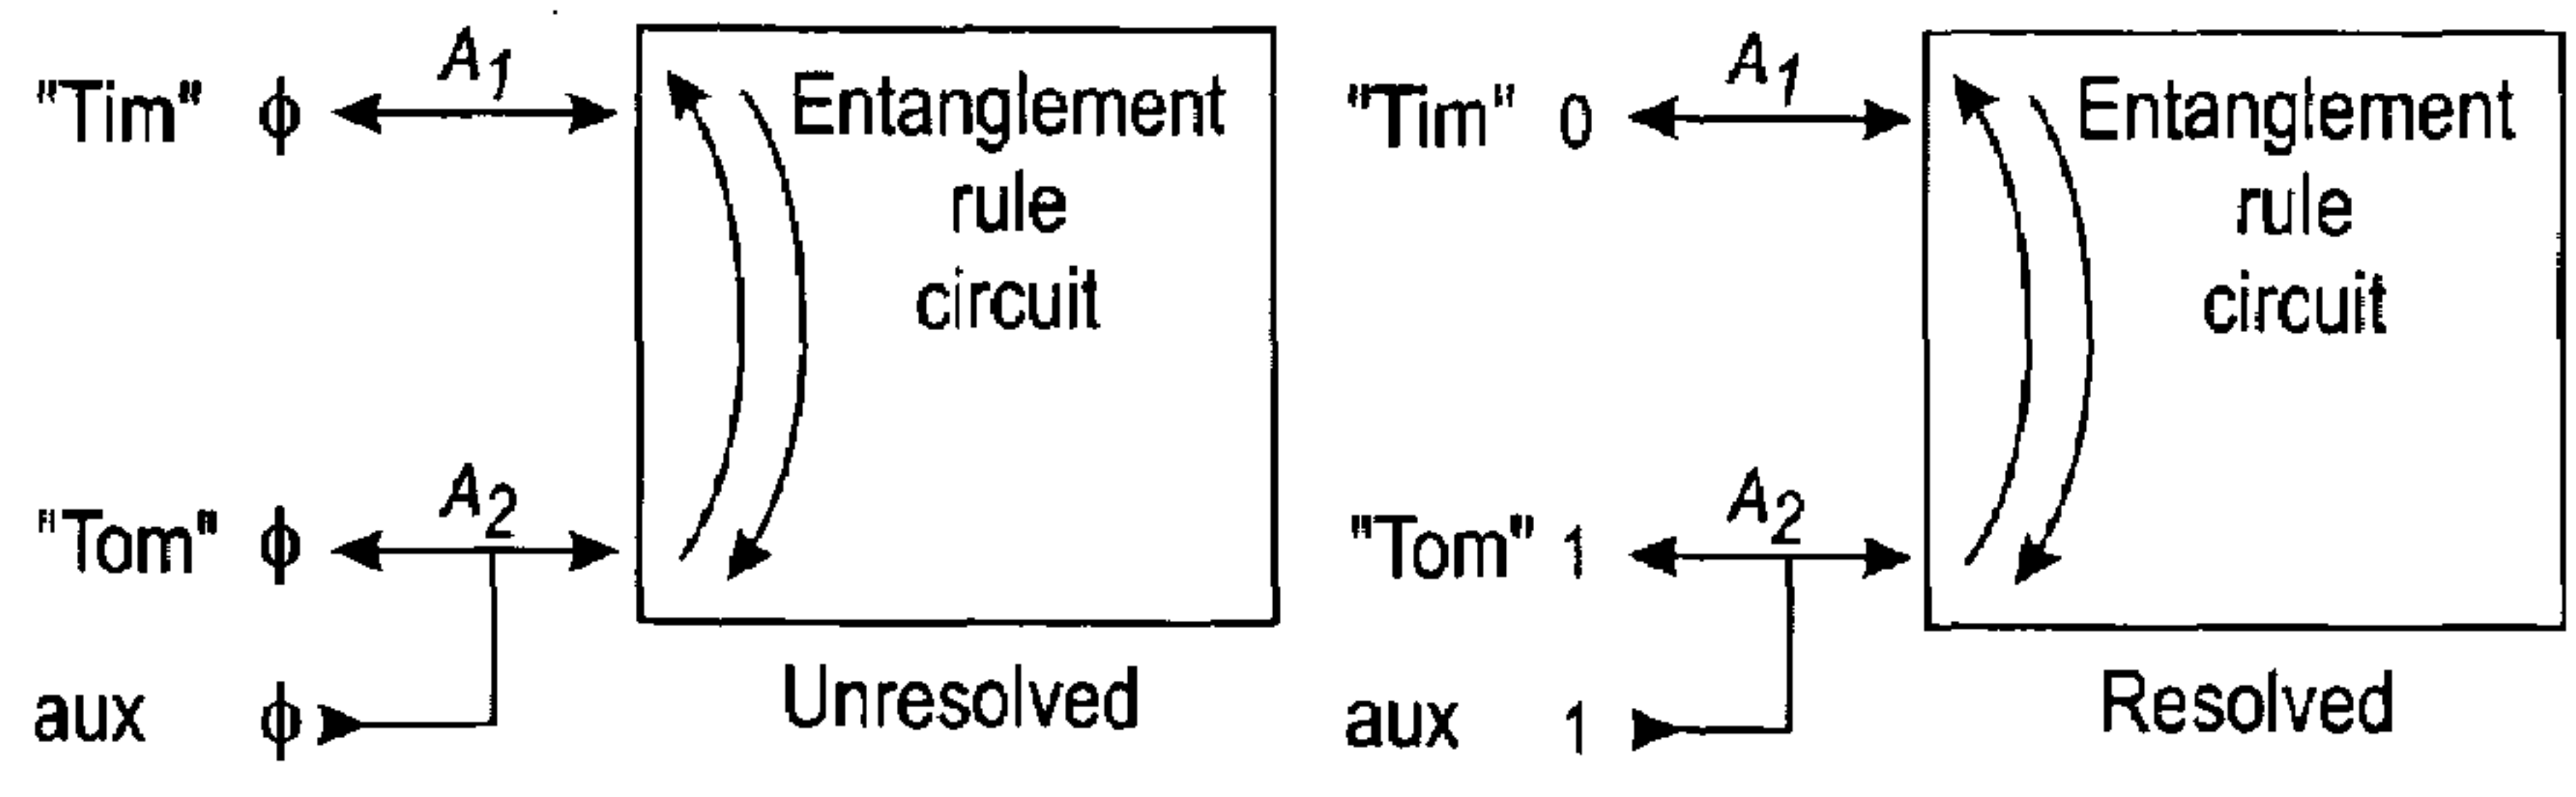 "Tim" ϕ A1 Entanglement
rule
circuit
"Tom" ϕ A2
aux ϕ Unresolved
"Tim" 0 A1 Entanglement
rule
circuit
"Tom" 1 A2
aux 1 Resolved